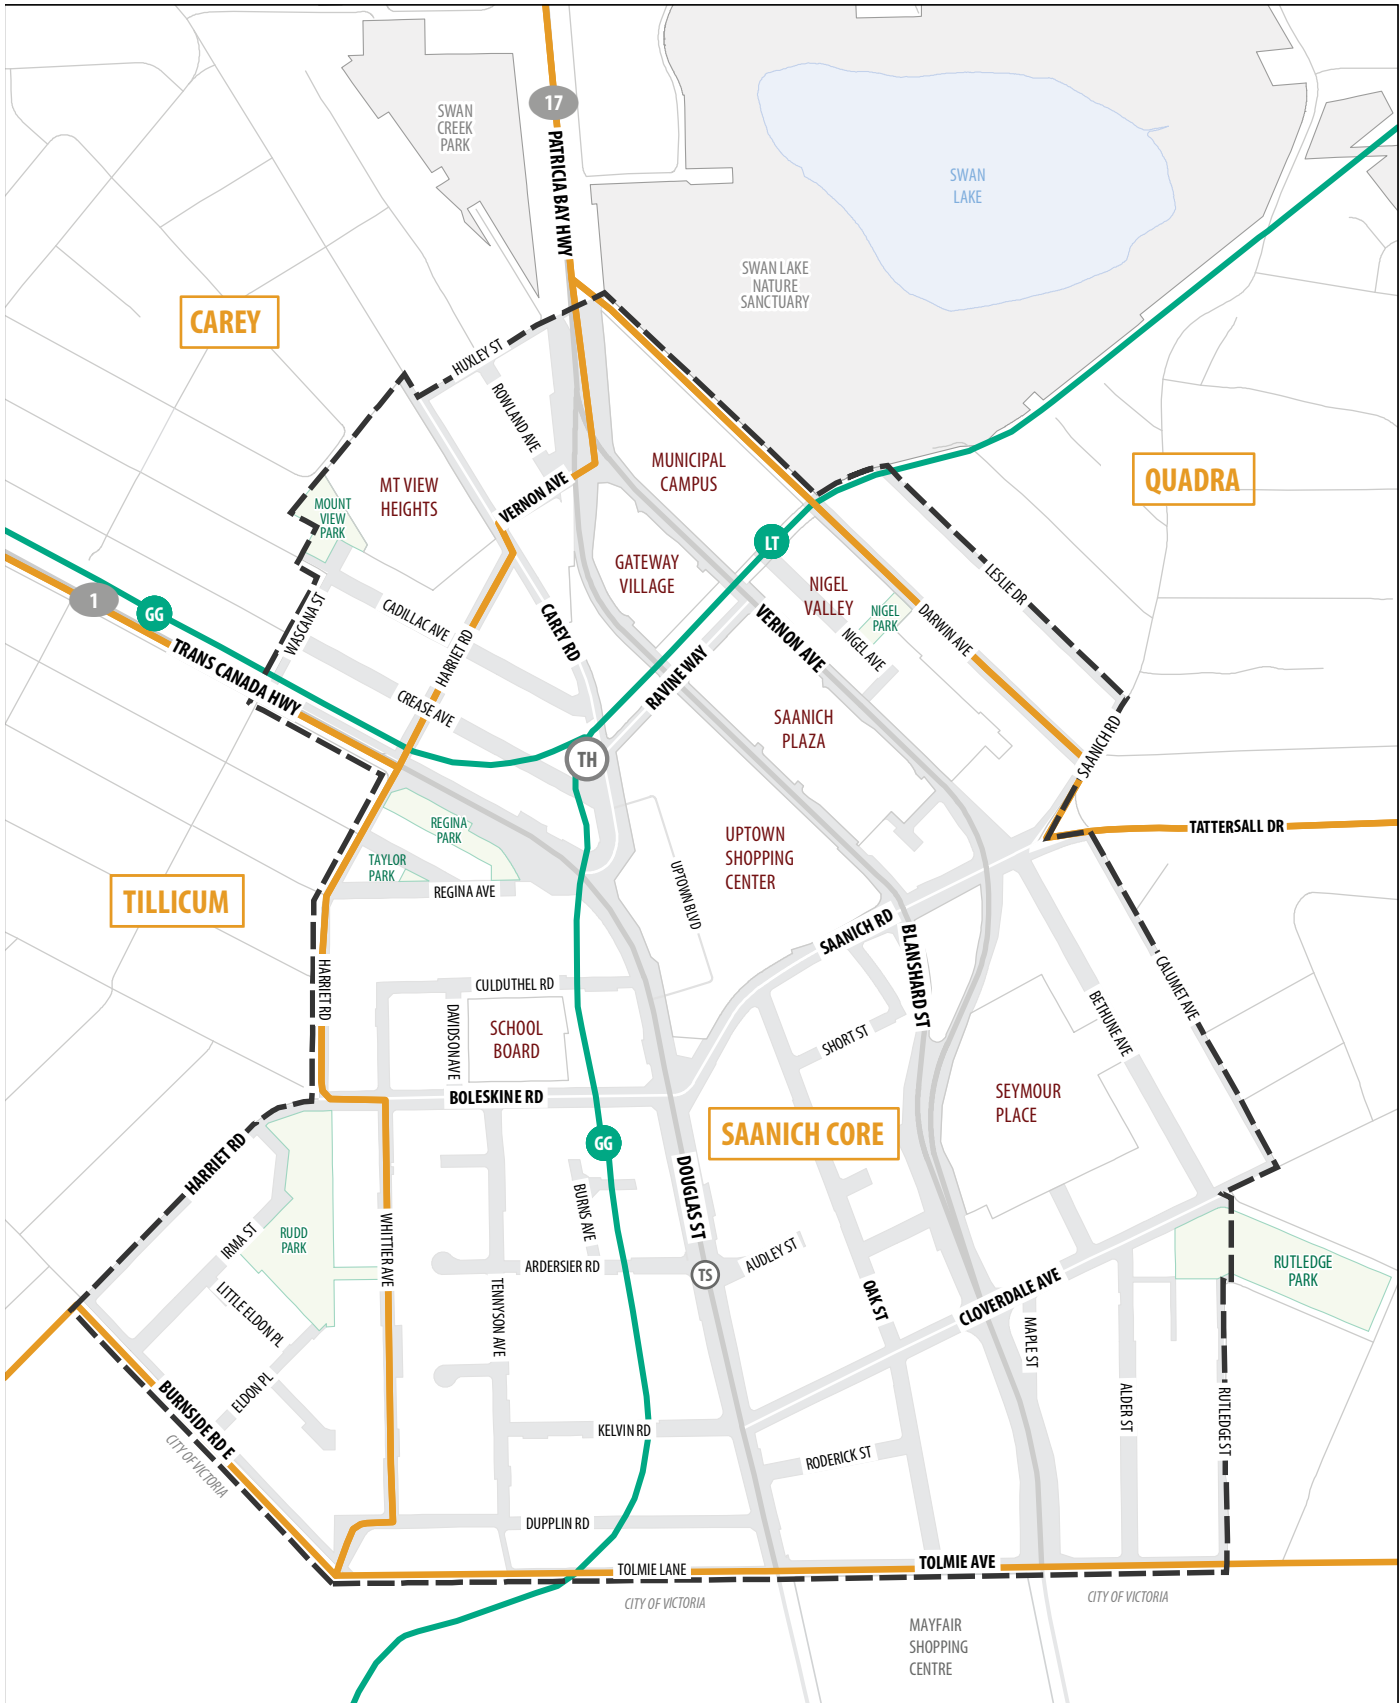 SWAN
CREEK
PARK
17
PATRICIA BAY HWY
SWAN
LAKE
SWAN LAKE
NATURE
SANCTUARY
CAREY
HUXLEY ST
ROWLAND AVE
MUNICIPAL
CAMPUS
QUADRA
MT VIEW
HEIGHTS
VERNON AVE
MOUNT
VIEW
PARK
LT
GATEWAY
VILLAGE
NIGEL
VALLEY
NIGEL
PARK
LESLIE DR
DARWIN AVE
1
GG
WASCANA ST
CADILLAC AVE
HARRIET RD
CAREY RD
VERNON AVE
NIGEL AVE
TRANS CANADA HWY
CREASE AVE
RAVINE WAY
SAANICH
PLAZA
SAANICH RD
TH
REGINA
PARK
TAYLOR
PARK
REGINA AVE
UPTOWN
SHOPPING
CENTER
UPTOWN BLVD
TATTERSALL DR
TILLICUM
SAANICH RD
BLANSHARD ST
HARRIET RD
CULDUTHEL RD
DAVIDSON AVE
SCHOOL
BOARD
SHORT ST
BETHUNE AVE
CALUMET AVE
BOLESKINE RD
SEYMOUR
PLACE
SAANICH CORE
GG
HARRIET RD
DOUGLAS ST
BURNS AVE
WHITTIER AVE
IRMA ST
RUDD
PARK
ARDERSIER RD
AUDLEY ST
TS
RUTLEDGE
PARK
LITTLE ELDON PL
TENNYSON AVE
OAK ST
CLOVERDALE AVE
MAPLE ST
ELDON PL
BURNSIDE RD E
CITY OF VICTORIA
KELVIN RD
RODERICK ST
ALDER ST
RUTLEDGE ST
DUPPLIN RD
TOLMIE LANE
TOLMIE AVE
CITY OF VICTORIA
CITY OF VICTORIA
MAYFAIR
SHOPPING
CENTRE